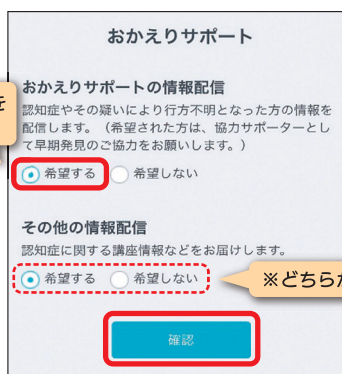 おかえりサポート
おかえりサポートの情報配信
を
認知症やその疑いにより行方不明となった方の情報を
配信します。（希望された方は、協力サポーターとし
て早期発見のご協力をお願いします。）
希望する 希望しない
その他の情報配信
認知症に関する講座情報などをお届けします。
希望する 希望しない
※どちらか
確認